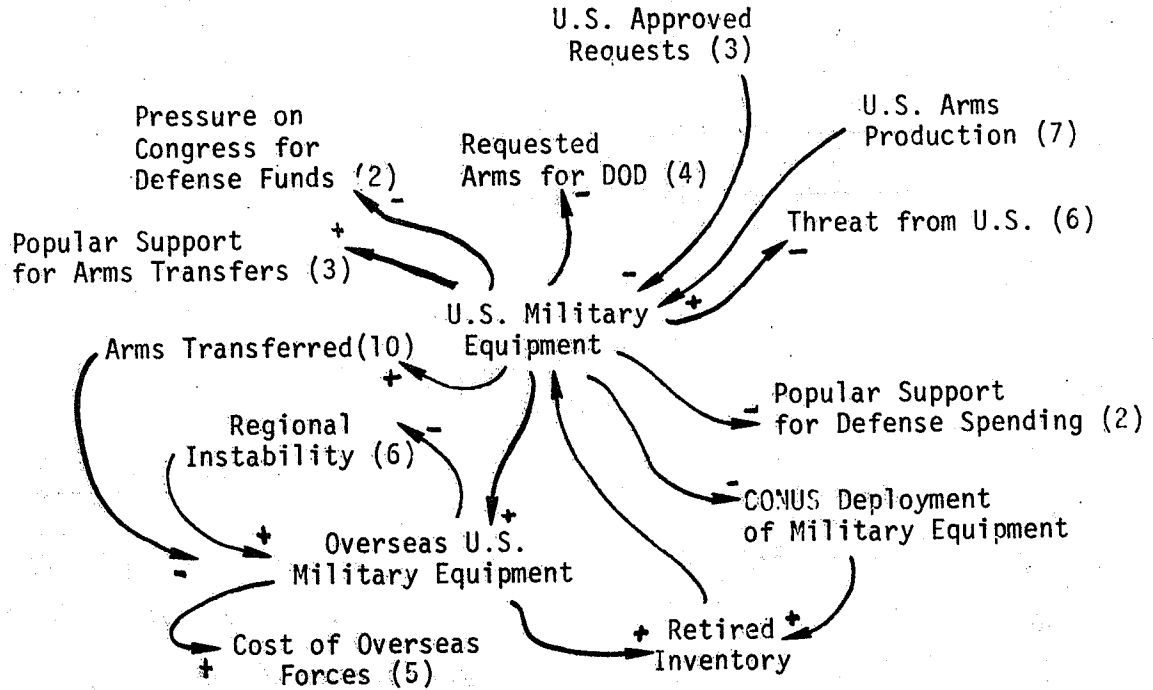 U.S. Approved
Requests (3)
U.S. Arms
Production (7)
Pressure on
Congress for
Defense Funds (2)
-
Requested
Arms for DOD (4)
-
Threat from U.S. (6)
-
Popular Support
for Arms Transfers (3)
+
-
+
U.S. Military
Equipment
Arms Transferred(10)
+
Popular Support
for Defense Spending (2)
-
Regional
Instability (6)
-
CONUS Deployment
of Military Equipment
-
+
+
-
Overseas U.S.
Military Equipment
Cost of Overseas
Forces (5)
+
+
Retired
Inventory
+